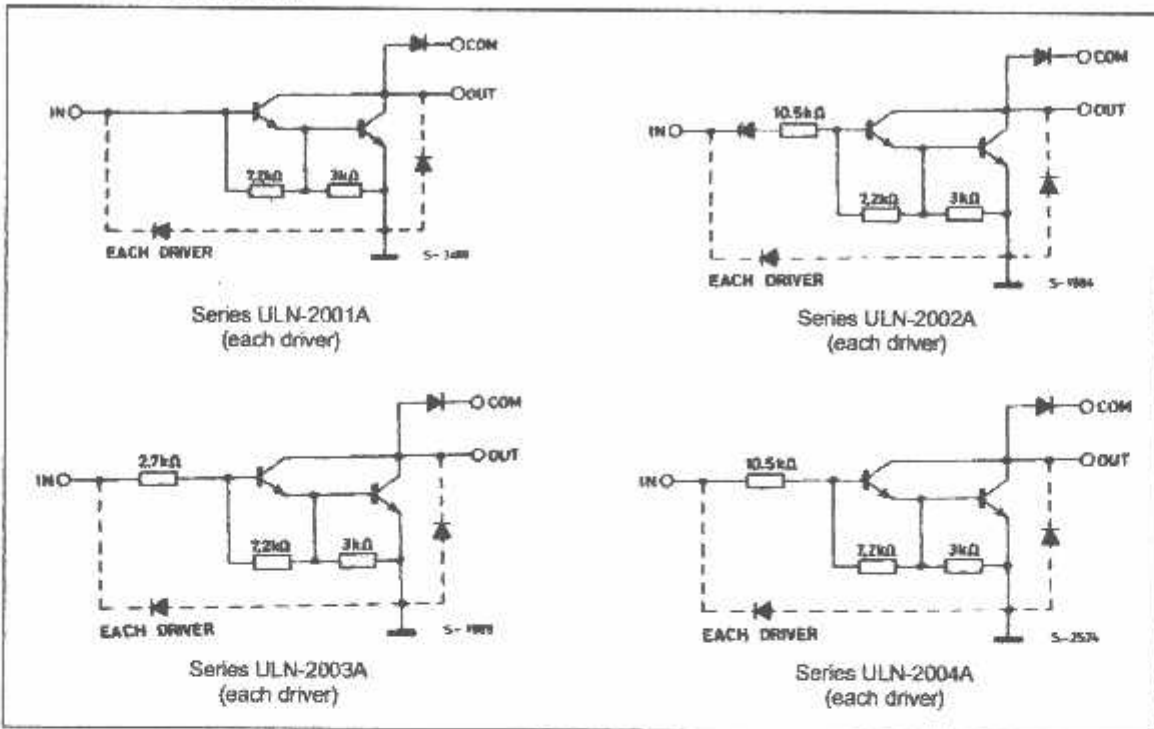 COM
OUT
IN
7,2kΩ
3kΩ
EACH DRIVER
Series ULN-2001A
(each driver)
COM
OUT
IN
10.5kΩ
7,2kΩ
3kΩ
EACH DRIVER
Series ULN-2002A
(each driver)
COM
OUT
IN
2.7kΩ
7,2kΩ
3kΩ
EACH DRIVER
Series ULN-2003A
(each driver)
COM
OUT
IN
10.5kΩ
7,2kΩ
3kΩ
EACH DRIVER
S-2574
Series ULN-2004A
(each driver)